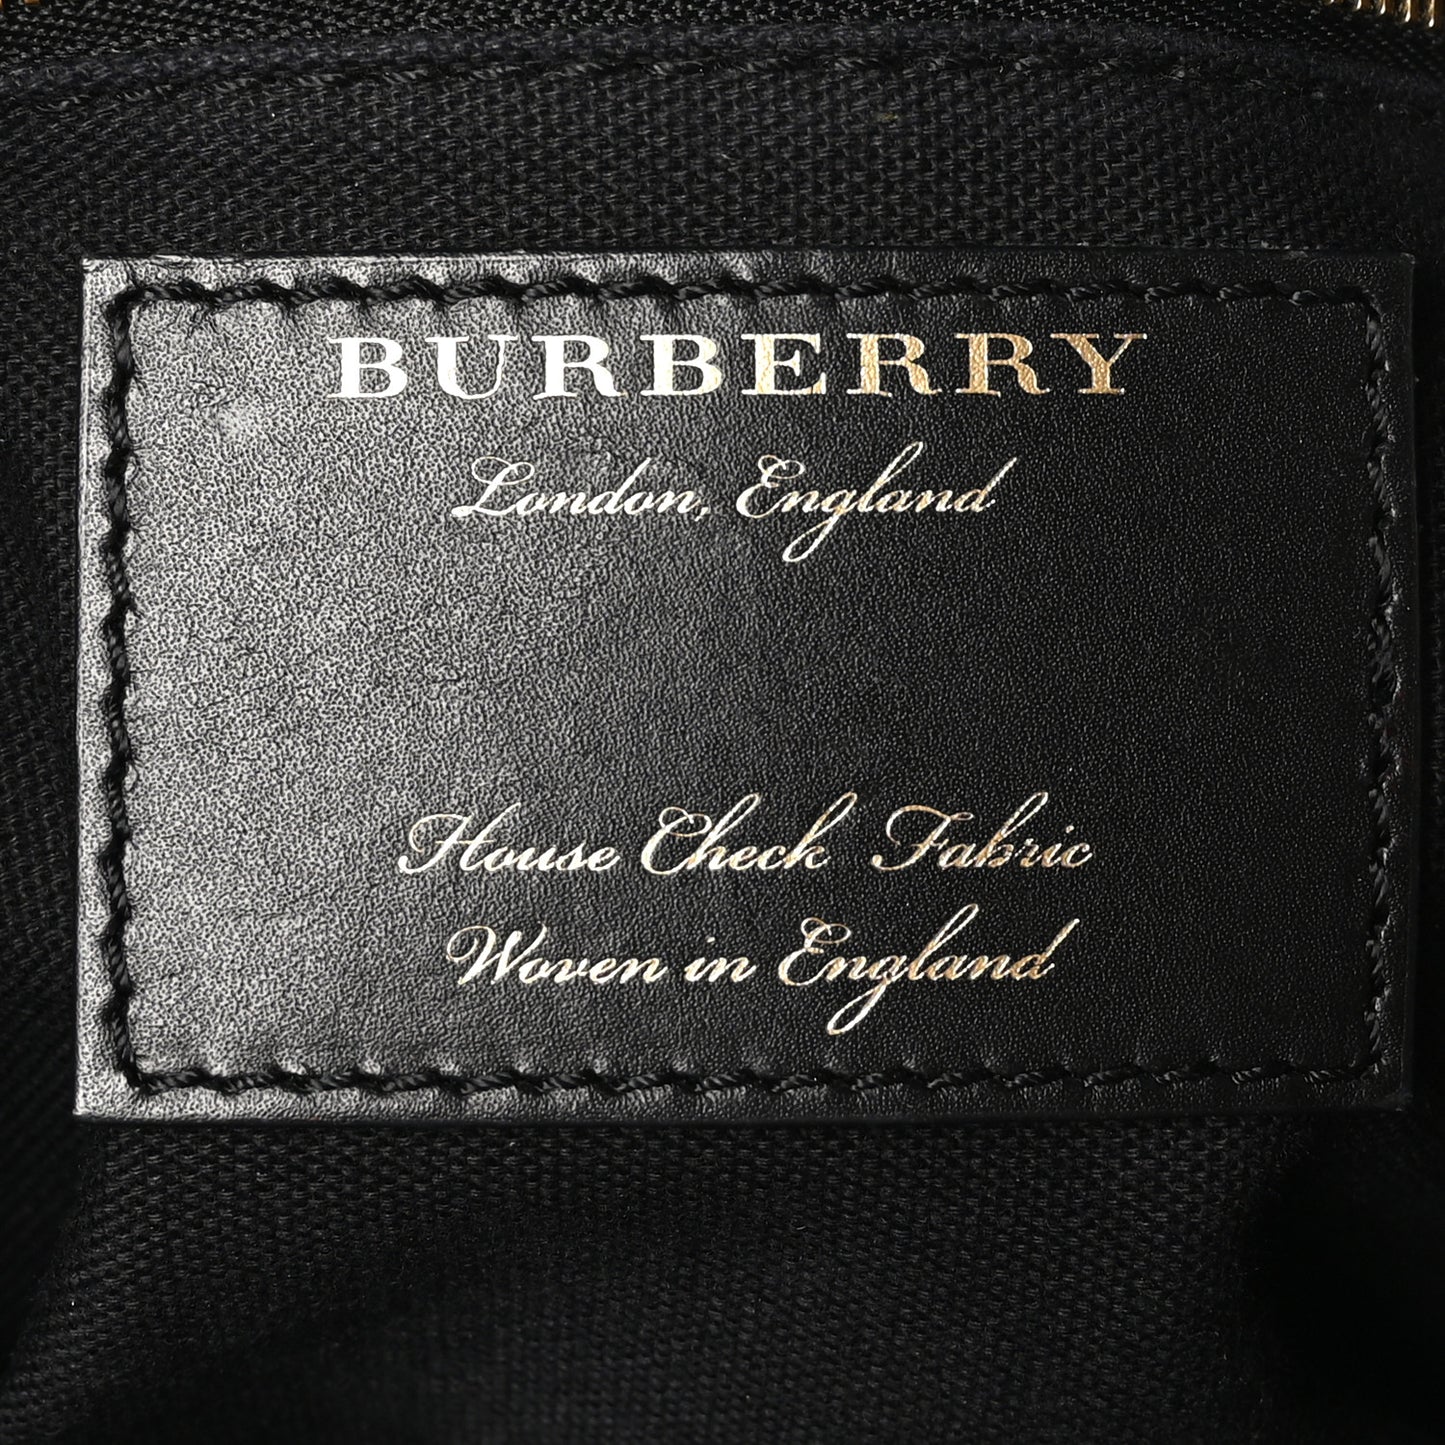 BURBERRY
London, England
House Check Fabric
Woven in England